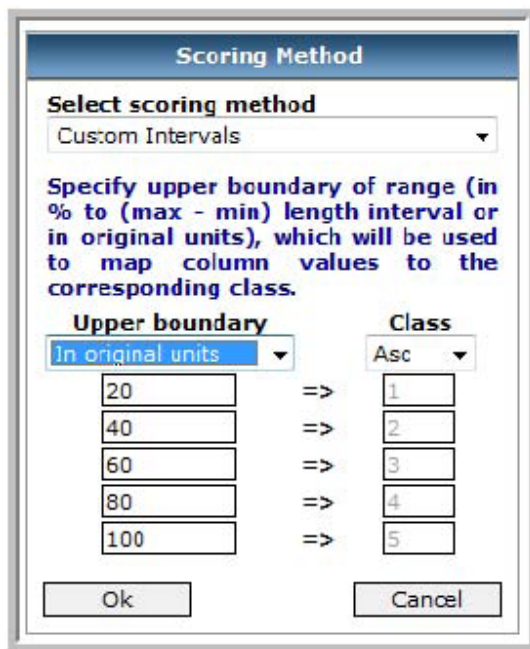 Scoring Method
Select scoring method
Custom Intervals
Specify upper boundary of range (in
% to (max - min) length interval or
in original units), which will be used
to map column values to the
corresponding class.
Upper boundary Class
In original units Asc
20 => 1
40 => 2
60 => 3
80 => 4
100 => 5
Ok Cancel